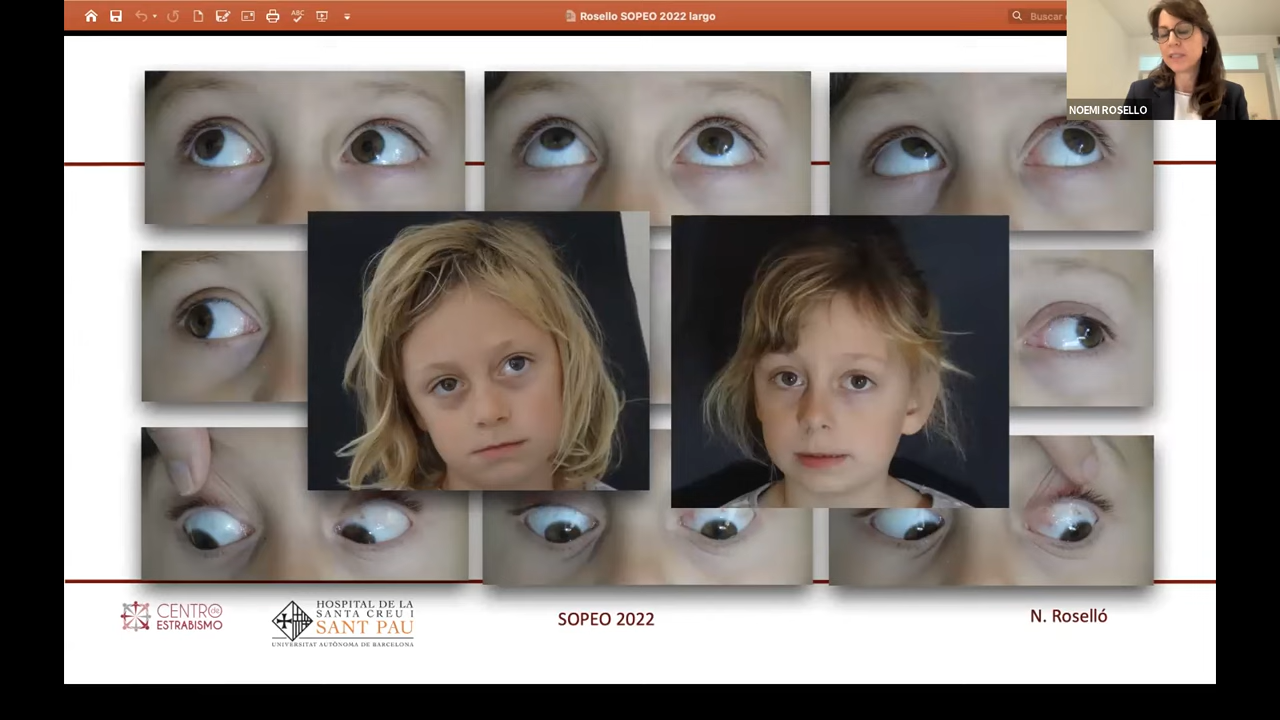 ABC
Rosello SOPEO 2022 largo
Buscar
NOEMI ROSELLO
CENTRO de
ESTRABISMO
HOSPITAL DE LA
SANTA CREU I
SANT PAU
UNIVERSITAT AUTÒNOMA DE BARCELONA
SOPEO 2022
N. Roselló